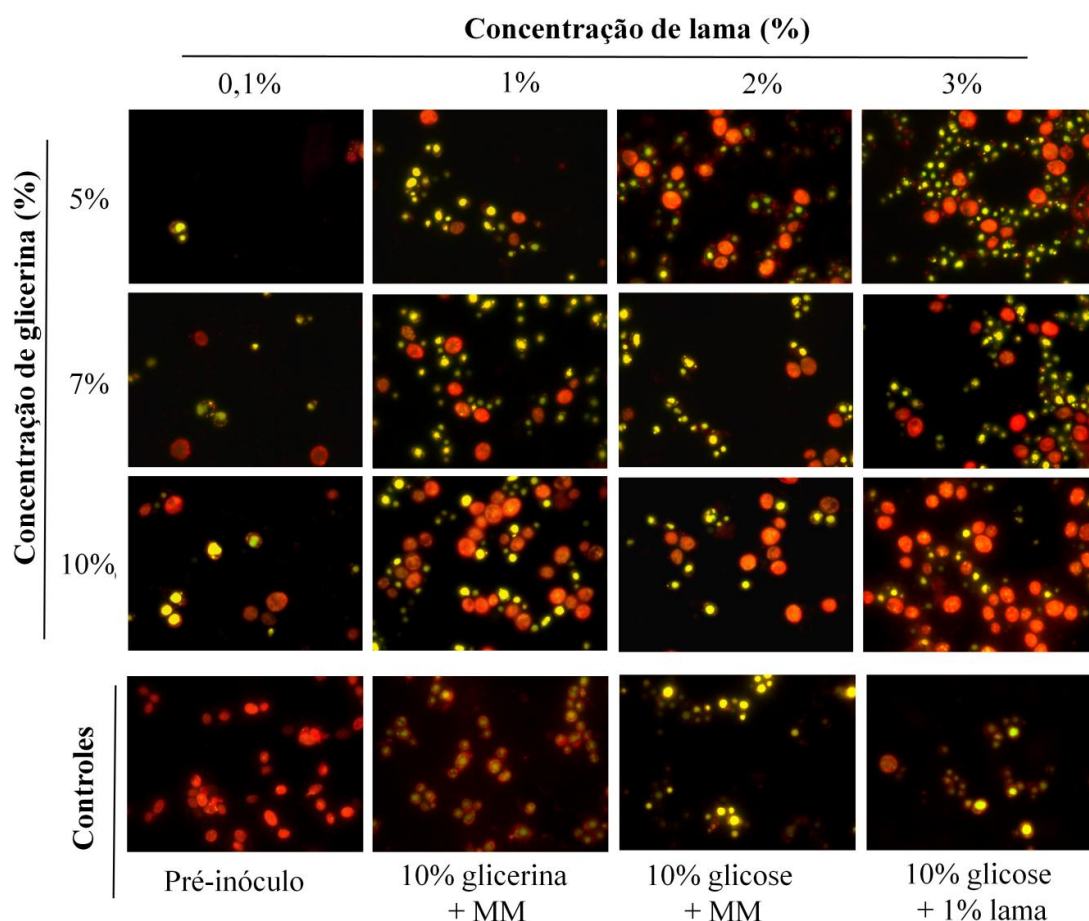 Concentração de lama (%)
0,1% 1% 2% 3%
Concentração de glicerina (%)
5%
7%
10%
Controles
Pré-inóculo
10% glicerina
+ MM
10% glicose
+ MM
10% glicose
+ 1% lama